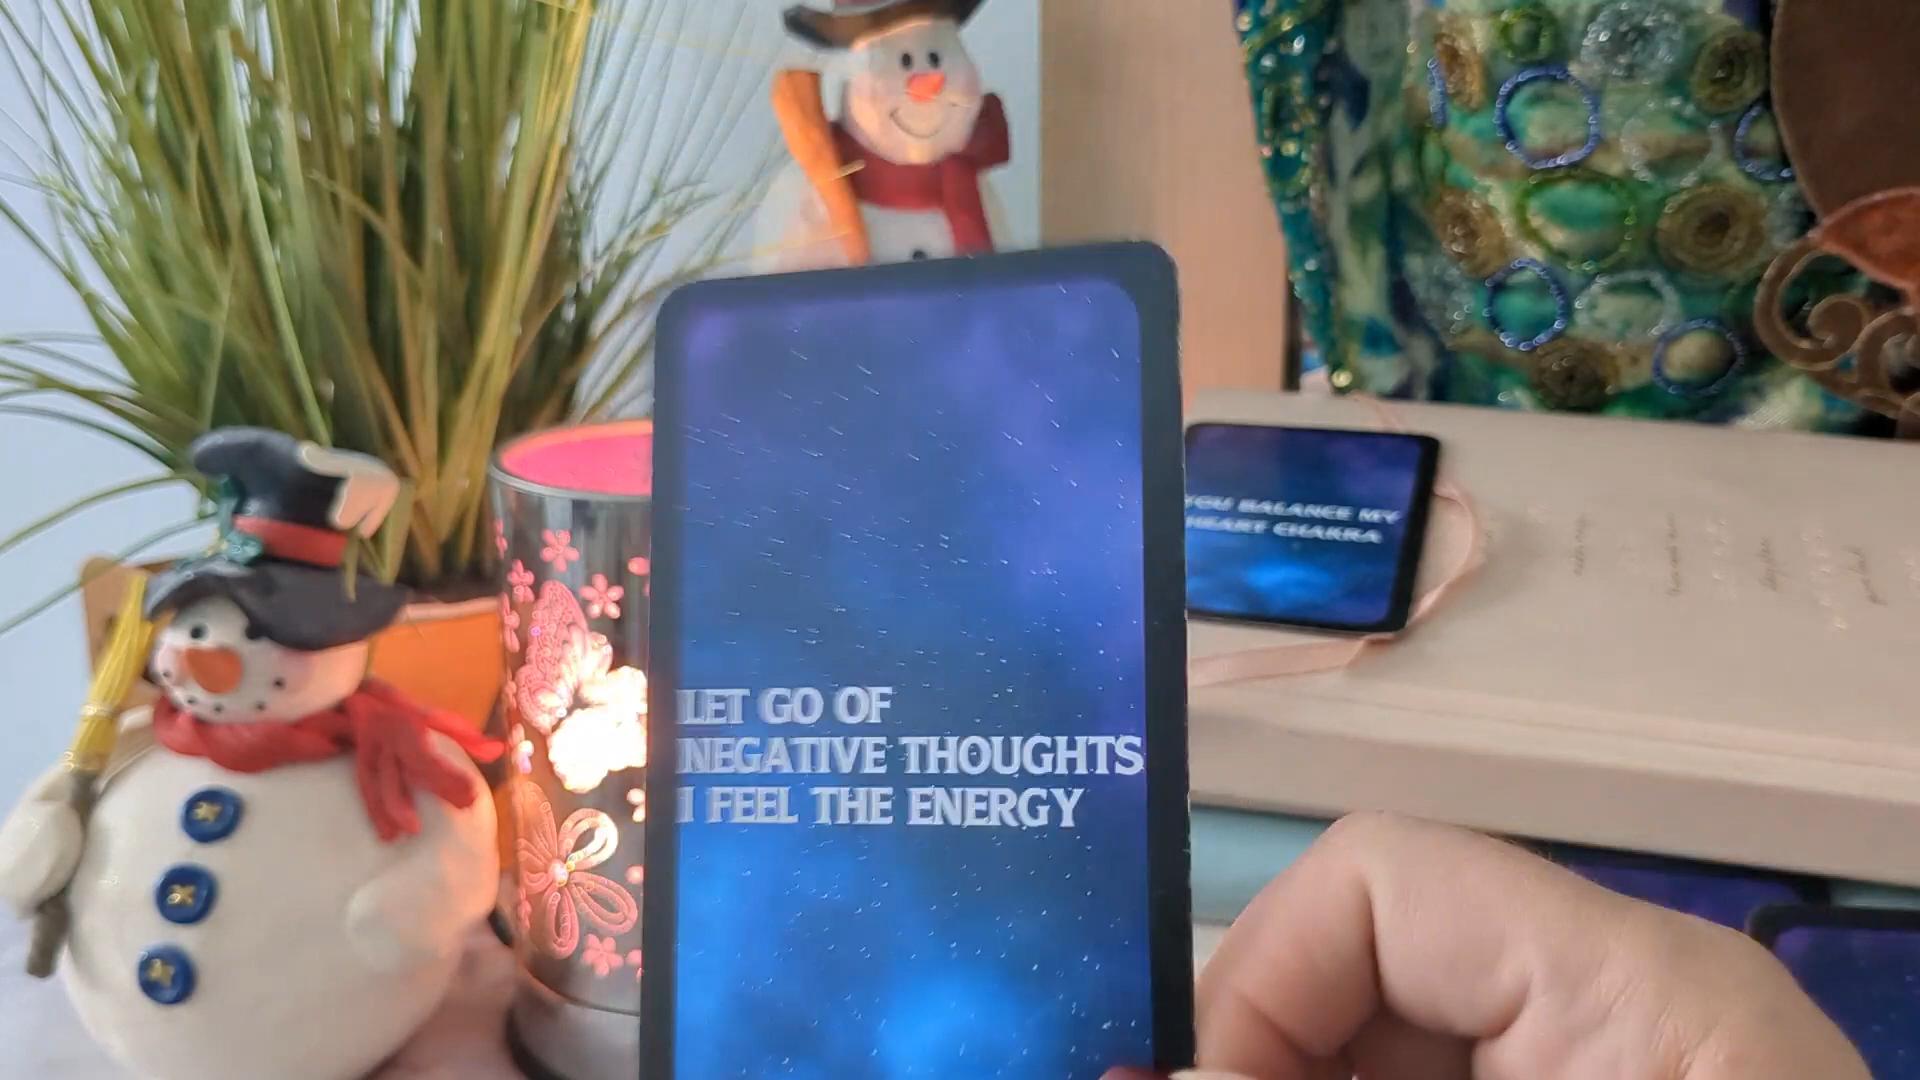 LET GO OF
NEGATIVE THOUGHTS
I FEEL THE ENERGY
YOU BALANCE MY
HEART CHAKRA